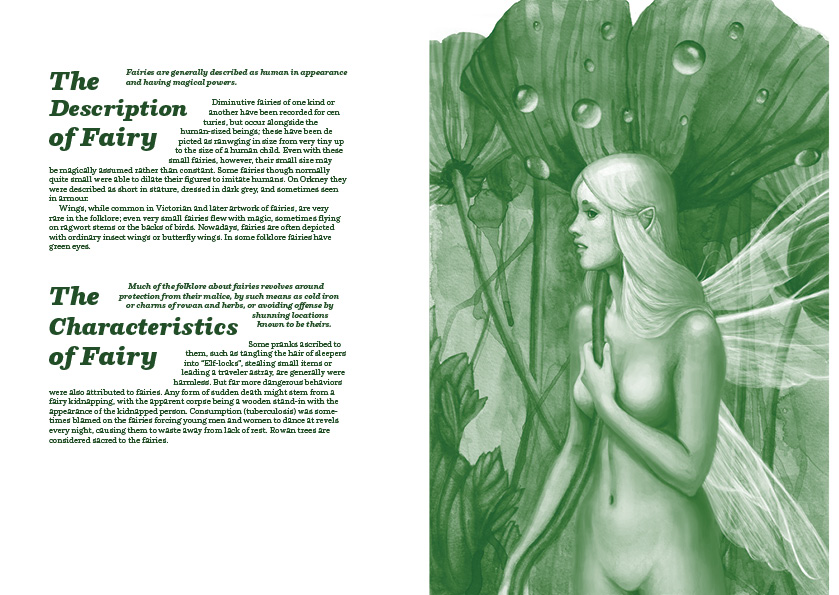 The
Description
of Fairy
Fairies are generally described as human in appearance
and having magical powers.
Diminutive fairies of one kind or
another have been recorded for cen
turies, but occur alongside the
human-sized beings; these have been de
picted as ranwging in size from very tiny up
to the size of a human child. Even with these
small fairies, however, their small size may
be magically assumed rather than constant. Some fairies though normally
quite small were able to dilate their figures to imitate humans. On Orkney they
were described as short in stature, dressed in dark grey, and sometimes seen
in armour.
Wings, while common in Victorian and later artwork of fairies, are very
rare in the folklore; even very small fairies flew with magic, sometimes flying
on ragwort stems or the backs of birds. Nowadays, fairies are often depicted
with ordinary insect wings or butterfly wings. In some folklore fairies have
green eyes.
The
Characteristics
of Fairy
Much of the folklore about fairies revolves around
protection from their malice, by such means as cold iron
or charms of rowan and herbs, or avoiding offense by
shunning locations
known to be theirs.
Some pranks ascribed to
them, such as tangling the hair of sleepers
into "Elf-locks", stealing small items or
leading a traveler astray, are generally were
harmless. But far more dangerous behaviors
were also attributed to fairies. Any form of sudden death might stem from a
fairy kidnapping, with the apparent corpse being a wooden stand-in with the
appearance of the kidnapped person. Consumption (tuberculosis) was some-
times blamed on the fairies forcing young men and women to dance at revels
every night, causing them to waste away from lack of rest. Rowan trees are
considered sacred to the fairies.